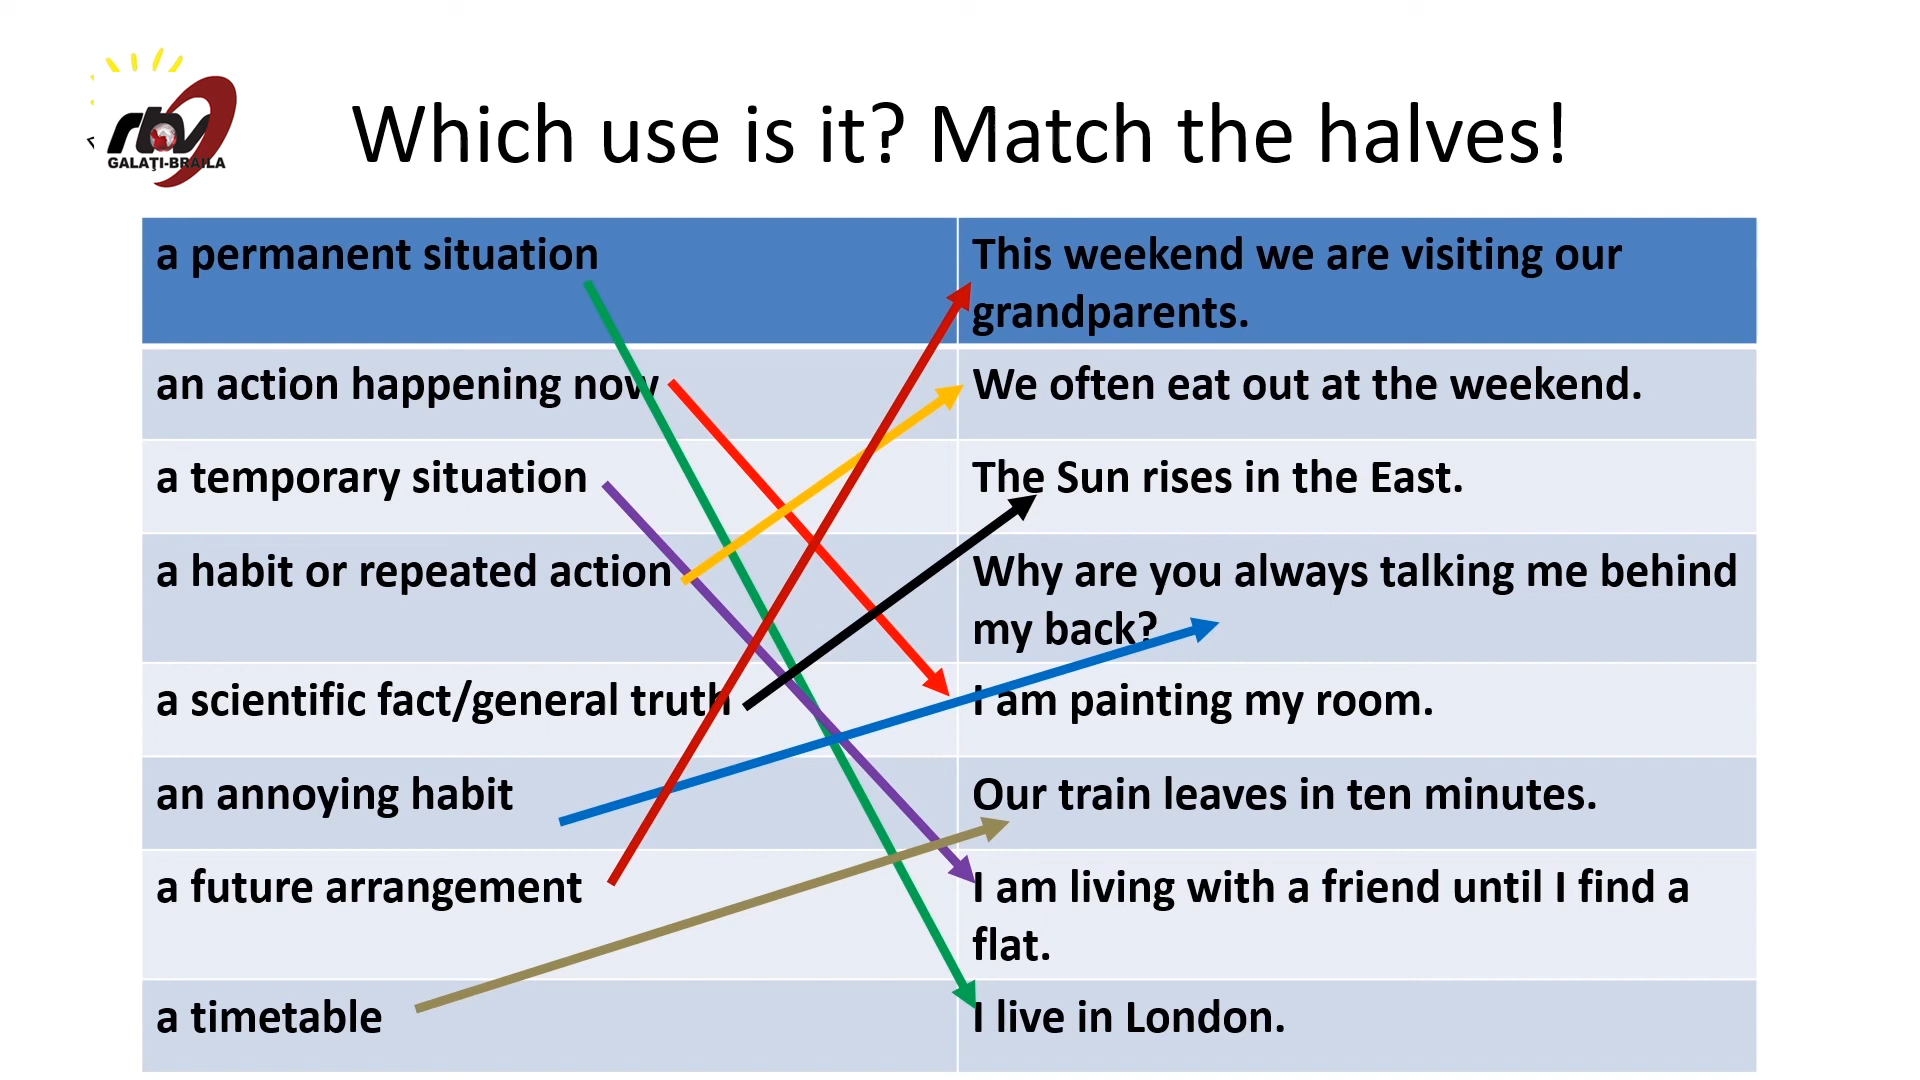 rtv
GALAŢI-BRAILA
Which use is it? Match the halves!
a permanent situation
This weekend we are visiting our
grandparents.
an action happening now
We often eat out at the weekend.
a temporary situation
The Sun rises in the East.
a habit or repeated action
Why are you always talking me behind
my back?
a scientific fact/general truth
I am painting my room.
an annoying habit
Our train leaves in ten minutes.
a future arrangement
I am living with a friend until I find a
flat.
a timetable
I live in London.